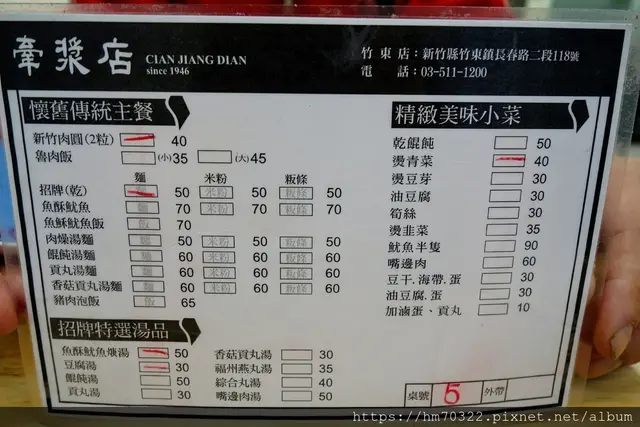 牽漿店 CIAN JIANG DIAN
since 1946
竹東店：新竹縣竹東鎮長春路二段118號
電話：03-511-1200
懷舊傳統主餐
新竹肉圓(2粒) 40
魯肉飯 (小)35 (大)45
麵 米粉 粄條
招牌(乾) 麵 50 米粉 50 粄條 50
魚酥魷魚 麵 70 米粉 70 粄條 70
魚酥魷魚飯 飯 70
肉燥湯麵 麵 50 米粉 50 粄條 50
餛飩湯麵 麵 60 米粉 60 粄條 60
貢丸湯麵 麵 60 米粉 60 粄條 60
香菇貢丸湯麵 麵 60 米粉 60 粄條 60
豬肉泡飯 飯 65
招牌特選湯品
魚酥魷魚焿湯 50
豆腐湯 30
餛飩湯 50
貢丸湯 30
香菇貢丸湯 30
福州燕丸湯 35
綜合丸湯 40
嘴邊肉湯 50
精緻美味小菜
乾餛飩 50
燙青菜 40
燙豆芽 30
油豆腐 30
筍絲 30
燙韭菜 35
魷魚半隻 90
嘴邊肉 60
豆干.海帶.蛋 30
油豆腐.蛋 30
加滷蛋、貢丸 10
桌號 5 外帶
https://hm70322.pixnet.net/album